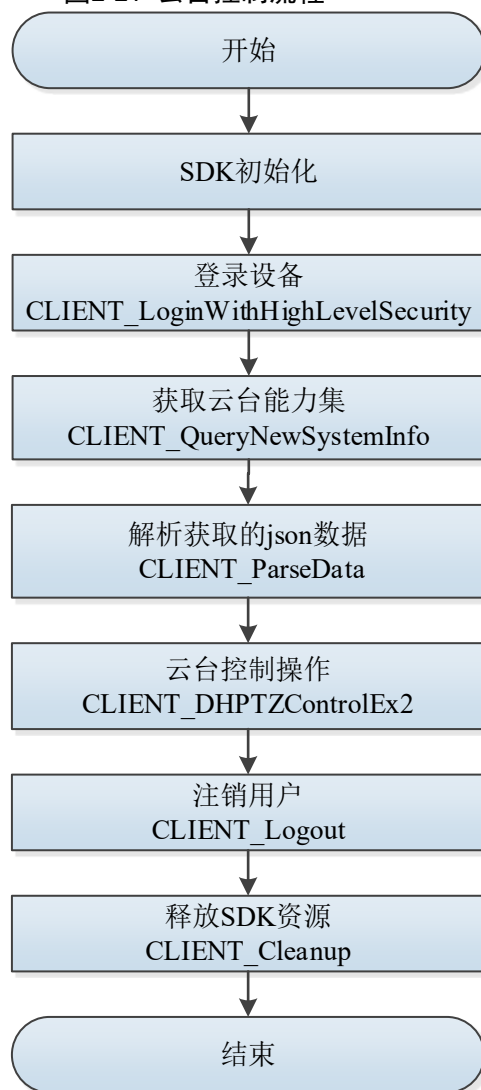 开始
SDK初始化
登录设备
CLIENT_LoginWithHighLevelSecurity
获取云台能力集
CLIENT_QueryNewSystemInfo
解析获取的json数据
CLIENT_ParseData
云台控制操作
CLIENT_DHPTZControlEx2
注销用户
CLIENT_Logout
释放SDK资源
CLIENT_Cleanup
结束